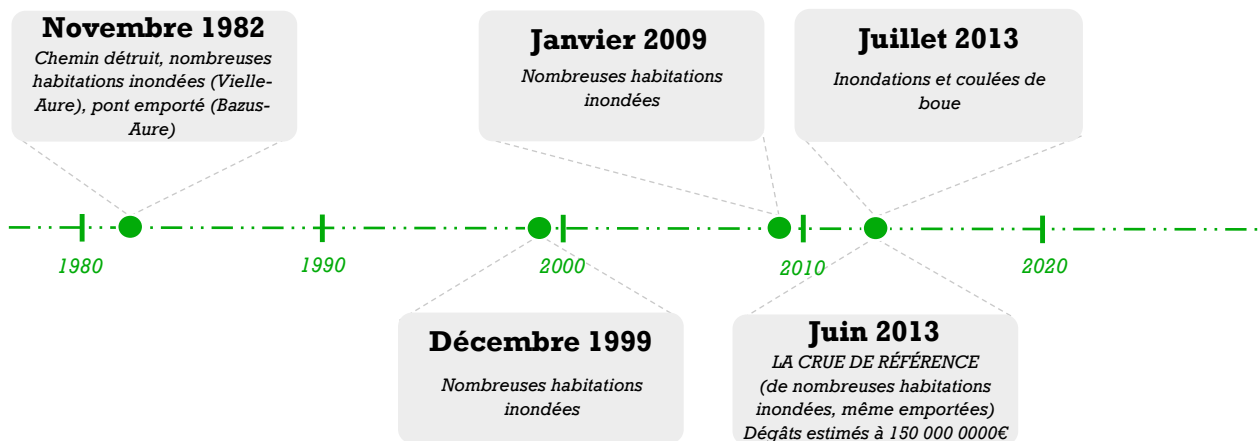 Novembre 1982
Chemin détruit, nombreuses
habitations inondées (Vielle-
Aure), pont emporté (Bazus-
Aure)
Janvier 2009
Nombreuses habitations
inondées
Juillet 2013
Inondations et coulées de
boue
1980
1990
2000
2010
2020
Décembre 1999
Nombreuses habitations
inondées
Juin 2013
LA CRUE DE RÉFÉRENCE
(de nombreuses habitations
inondées, même emportées)
Dégâts estimés à 150 000 0000€